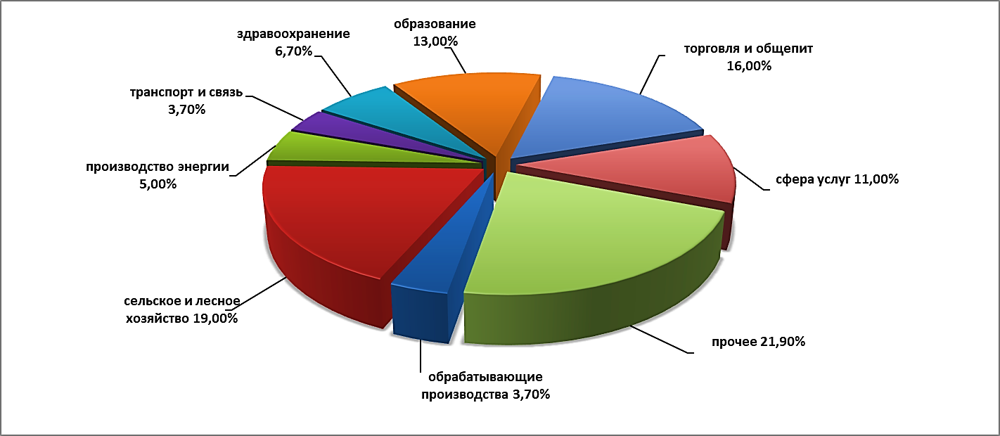 образование
13,00%
здравоохранение
6,70%
торговля и общепит
16,00%
транспорт и связь
3,70%
производство энергии
5,00%
сфера услуг 11,00%
сельское и лесное
хозяйство 19,00%
прочее 21,90%
обрабатывающие
производства 3,70%